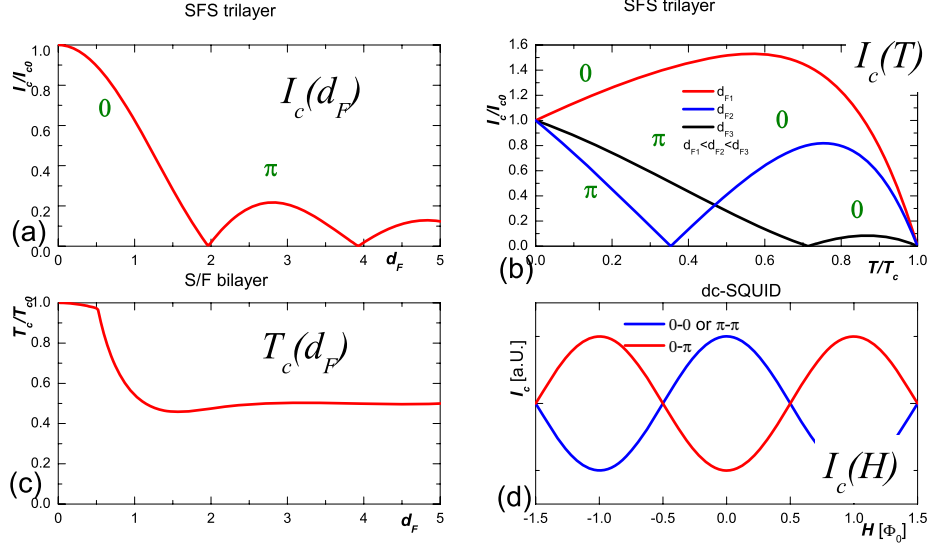 SFS trilayer
I_c/I_c0
1.0
0.8
0.6
0.4
0.2
0.0
0
π
I_c(d_F)
(a)
0 1 2 3 4 5
d_F
SFS trilayer
I_c/I_c0
1.6
1.4
1.2
1.0
0.8
0.6
0.4
0.2
0.0
I_c(T)
0
d_F1
d_F2
d_F3
d_F1<d_F2<d_F3
π
0
π
0
(b)
0.0 0.2 0.4 0.6 0.8 1.0
T/T_c
S/F bilayer
T_c/T_c0
1.0
0.8
0.6
0.4
0.2
0.0
T_c(d_F)
(c)
0 1 2 3 4 5
d_F
dc-SQUID
I_c [a.U.]
0-0 or π-π
0-π
I_c(H)
(d)
-1.5 -1.0 -0.5 0.0 0.5 1.0 1.5
H [Φ_0]